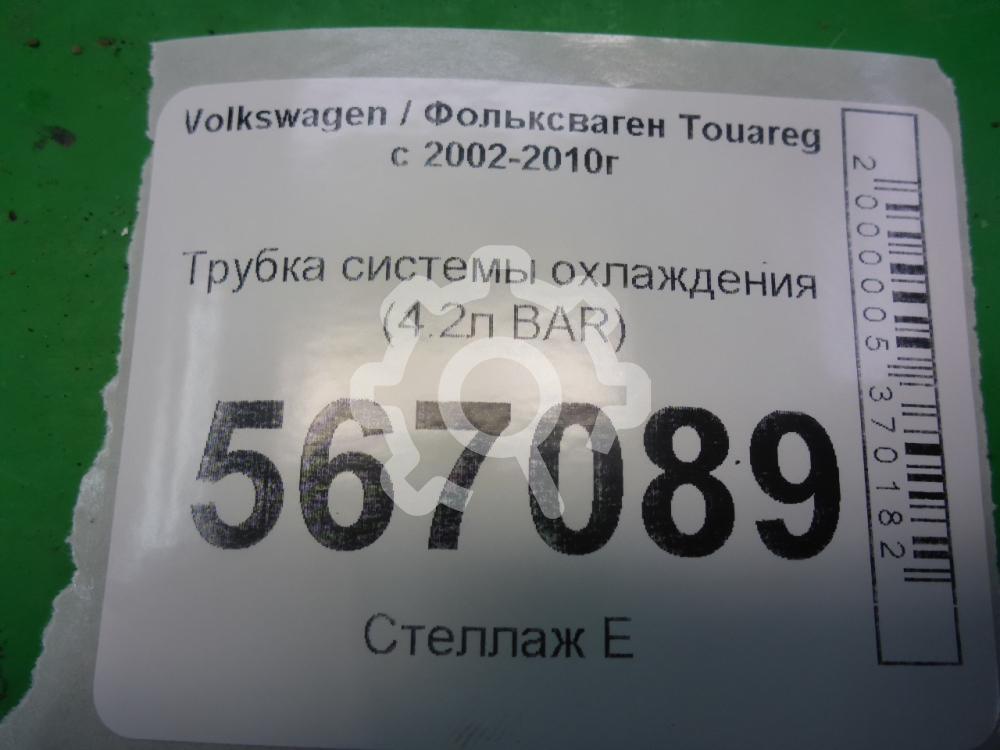 Volkswagen / Фольксваген Touareg
с 2002-2010г
Трубка системы охлаждения
(4.2л BAR)
567089
Стеллаж Е
2000005370182